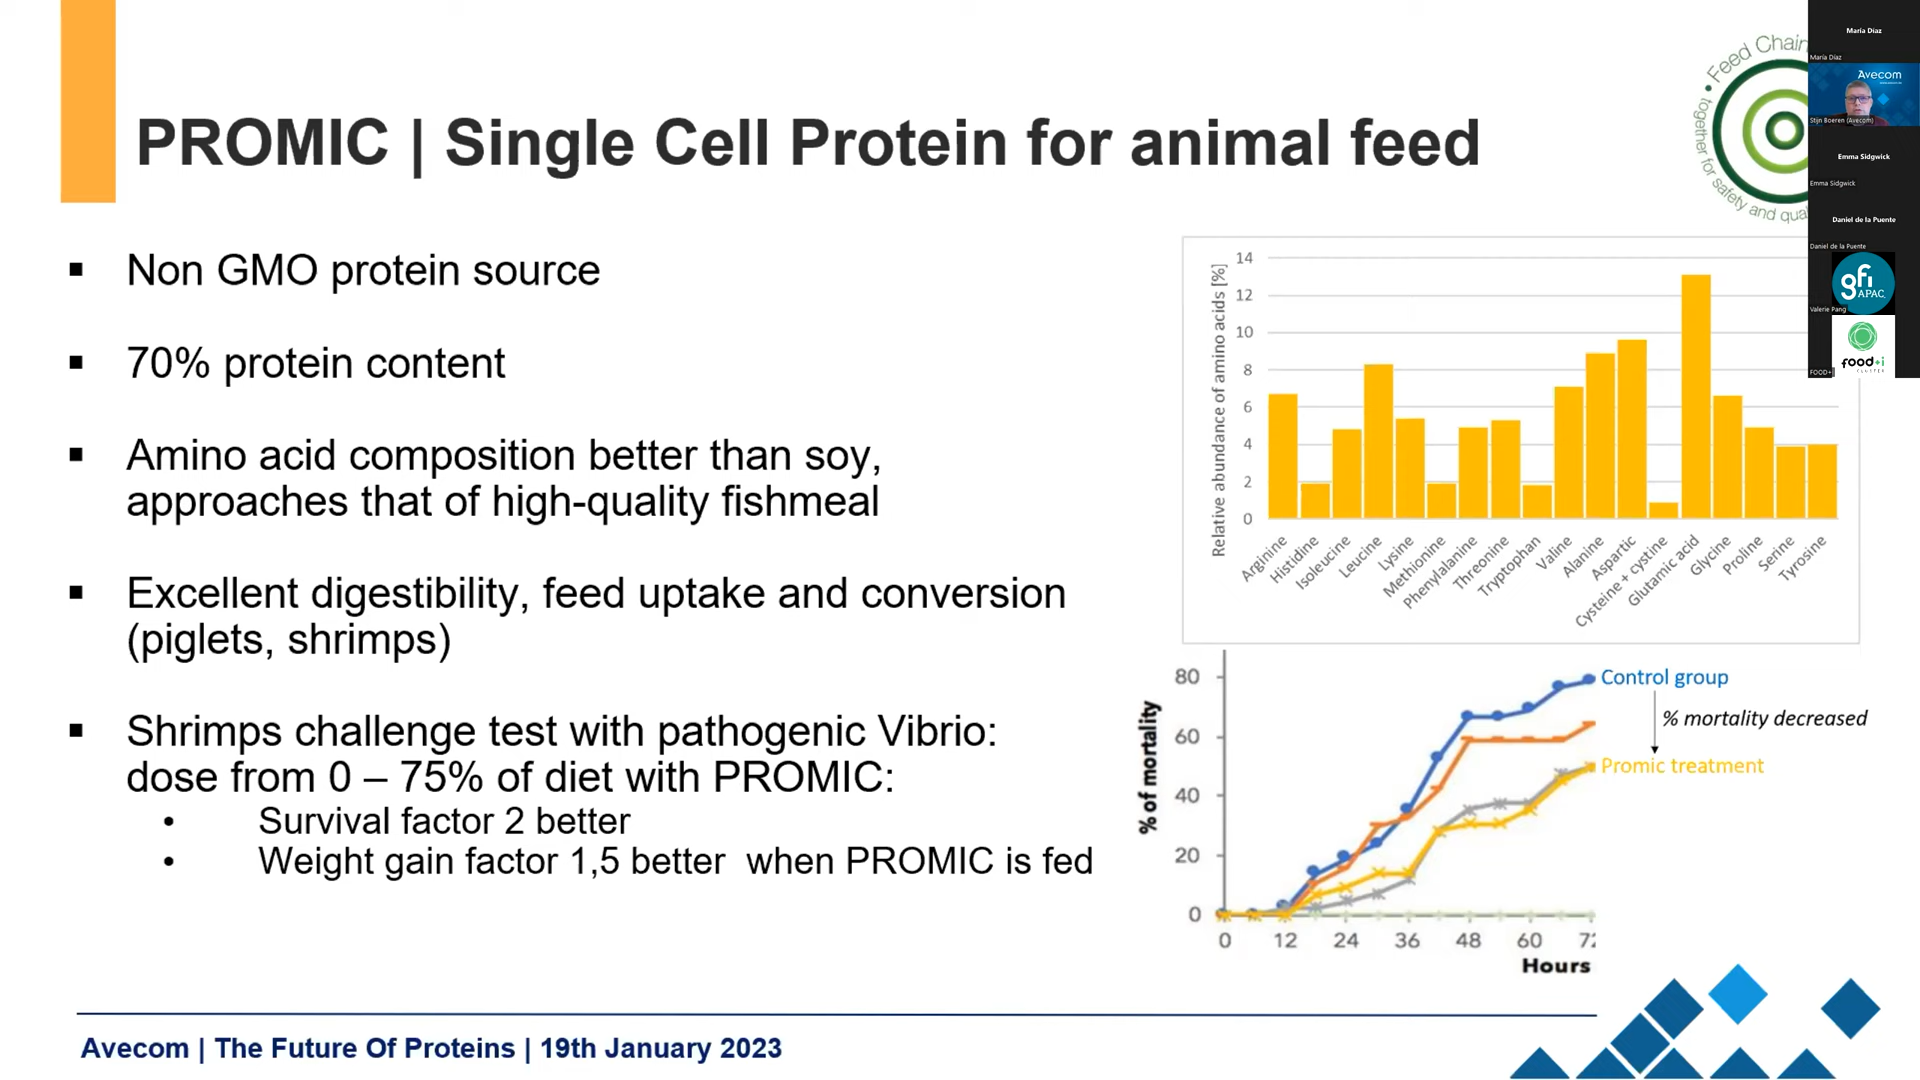 PROMIC | Single Cell Protein for animal feed
▪ Non GMO protein source
▪ 70% protein content
▪ Amino acid composition better than soy,
approaches that of high-quality fishmeal
▪ Excellent digestibility, feed uptake and conversion
(piglets, shrimps)
▪ Shrimps challenge test with pathogenic Vibrio:
dose from 0 – 75% of diet with PROMIC:
• Survival factor 2 better
• Weight gain factor 1,5 better when PROMIC is fed
• Feed Chain
together for safety and qua
María Díaz
María Díaz
Avecom
Stijn Boeren (Avecom)
Emma Sidgwick
Emma Sidgwick
Daniel de la Puente
Daniel de la Puente
gfi
APAC
Valerie Pang
food+i
CLUSTER
FOOD+i
Relative abundance of amino acids [%]
14
12
10
8
6
4
2
0
Arginine
Histidine
Isoleucine
Leucine
Lysine
Methionine
Phenylalanine
Threonine
Tryptophan
Valine
Alanine
Aspartic
Cysteine + cystine
Glutamic acid
Glycine
Proline
Serine
Tyrosine
% of mortality
80
60
40
20
0
0 12 24 36 48 60 72
Hours
Control group
% mortality decreased
Promic treatment
Avecom | The Future Of Proteins | 19th January 2023